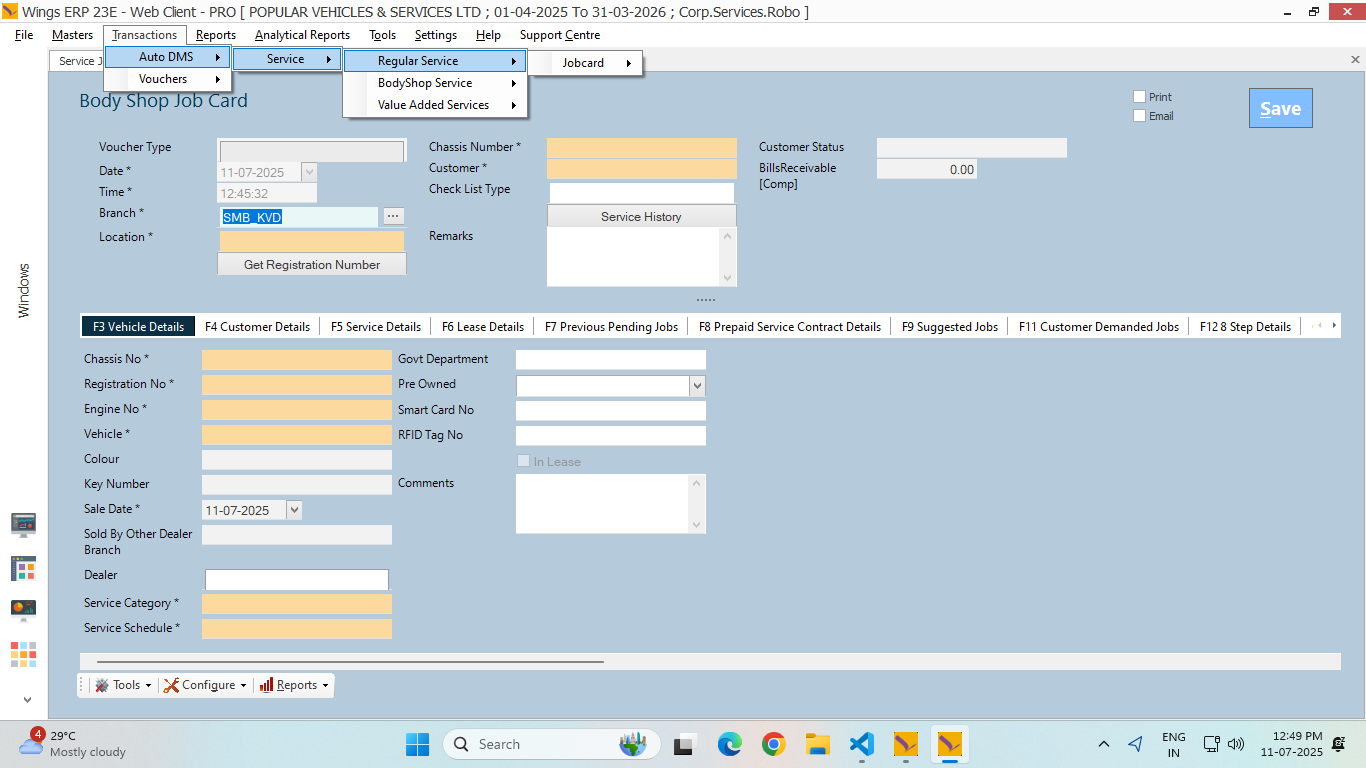 Wings ERP 23E - Web Client - PRO [ POPULAR VEHICLES & SERVICES LTD ; 01-04-2025 To 31-03-2026 ; Corp.Services.Robo ]
File Masters Transactions Reports Analytical Reports Tools Settings Help Support Centre
Service J
Auto DMS
Vouchers
Service
Regular Service
BodyShop Service
Value Added Services
Jobcard
Body Shop Job Card
Print
Email
Save
Voucher Type
Date *
11-07-2025
Time *
12:45:32
Branch *
SMB_KVD
...
Location *
Get Registration Number
Chassis Number *
Customer *
Check List Type
Service History
Remarks
Customer Status
BillsReceivable
[Comp]
0.00
Windows
F3 Vehicle Details F4 Customer Details F5 Service Details F6 Lease Details F7 Previous Pending Jobs F8 Prepaid Service Contract Details F9 Suggested Jobs F11 Customer Demanded Jobs F12 8 Step Details
Chassis No *
Registration No *
Engine No *
Vehicle *
Colour
Key Number
Sale Date *
11-07-2025
Sold By Other Dealer
Branch
Dealer
Service Category *
Service Schedule *
Govt Department
Pre Owned
Smart Card No
RFID Tag No
In Lease
Comments
Tools Configure Reports
4
29°C
Mostly cloudy
Search
ENG
IN
12:49 PM
11-07-2025